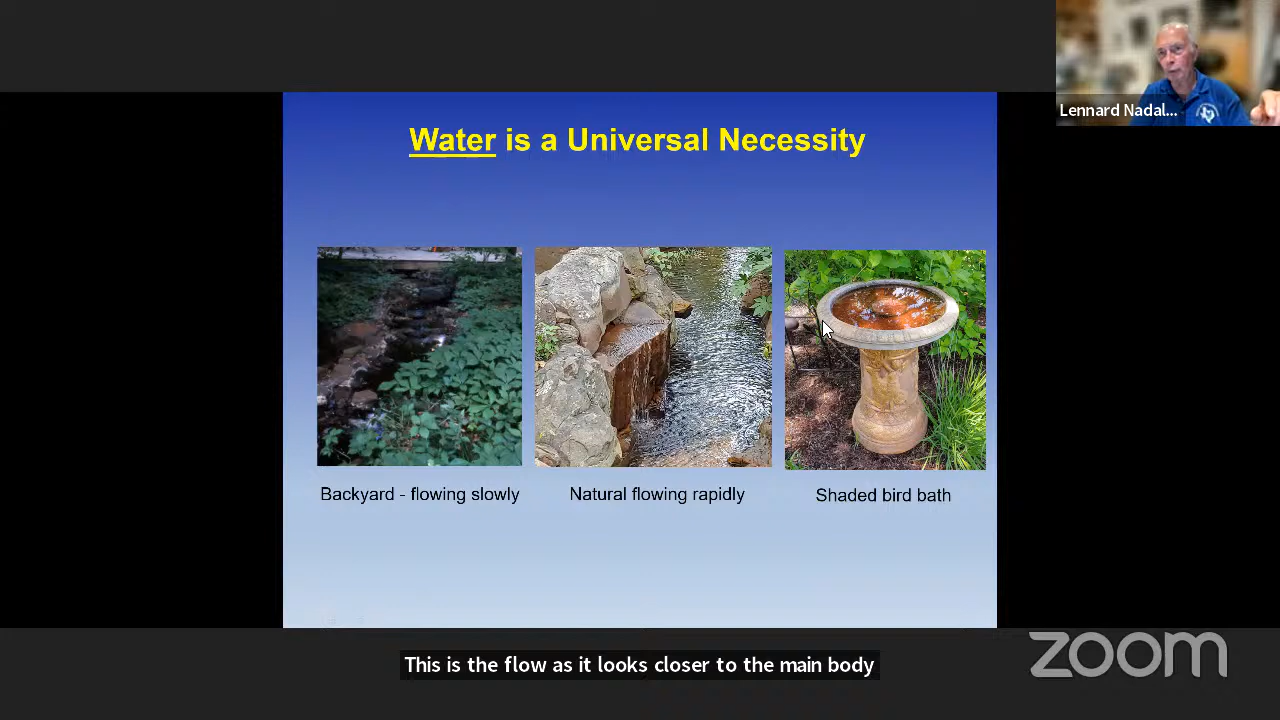 Lennard Nadal...
Water is a Universal Necessity
Backyard - flowing slowly
Natural flowing rapidly
Shaded bird bath
This is the flow as it looks closer to the main body
zoom